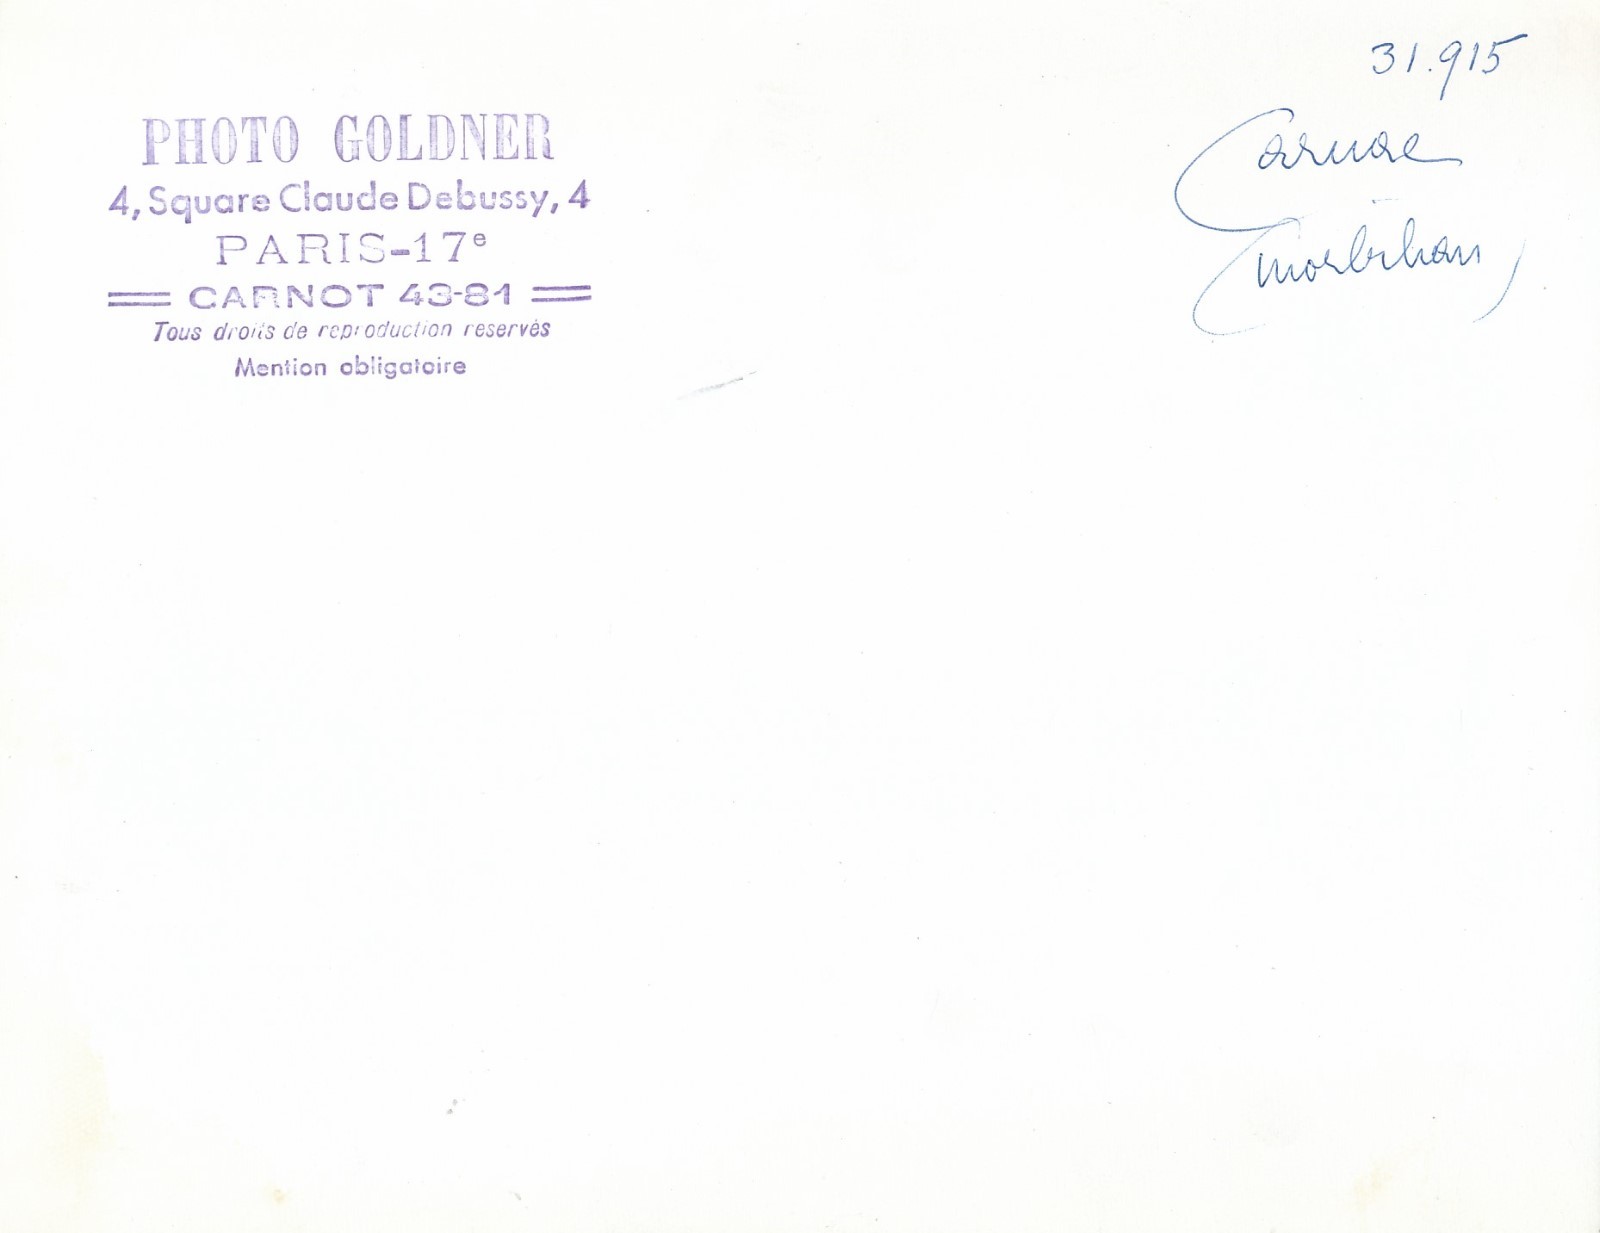 PHOTO GOLDNER
4, Square Claude Debussy, 4
PARIS-17e
CARNOT 43-81
Tous droits de reproduction reservés
Mention obligatoire
31.915
Carnac
(Morbihan)